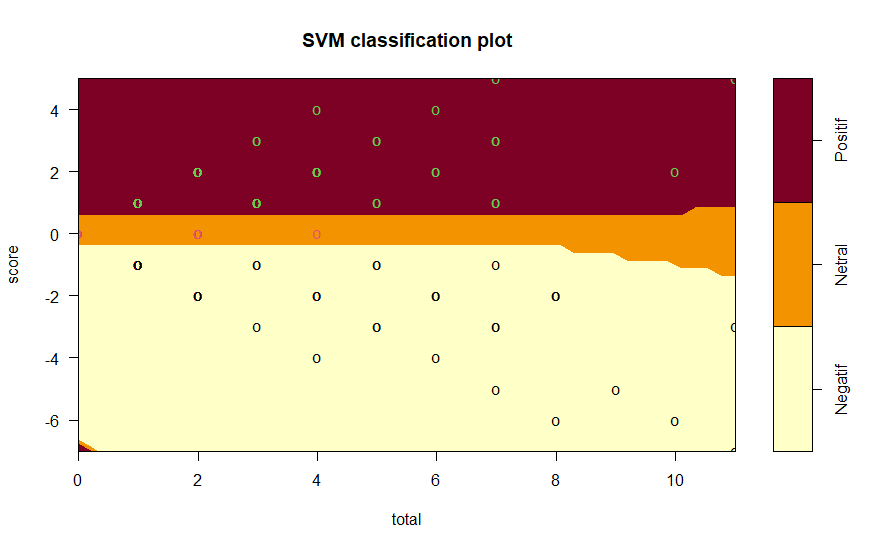 SVM classification plot
score
4
2
0
-2
-4
-6
0 2 4 6 8 10
total
Positif
Netral
Negatif